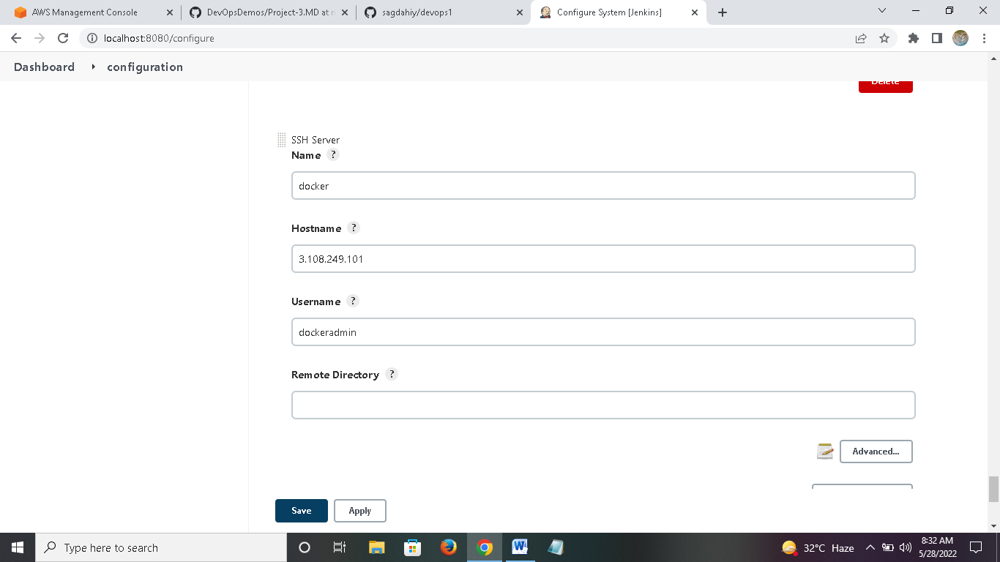 AWS Management Console
DevOpsDemos/Project-3.MD at
sagdahiy/devops1
Configure System [Jenkins]
localhost:8080/configure
Dashboard configuration
Delete
SSH Server
Name ?
docker
Hostname ?
3.108.249.101
Username ?
dockeradmin
Remote Directory ?
Advanced...
Save Apply
Type here to search
32°C Haze
8:32 AM
5/28/2022